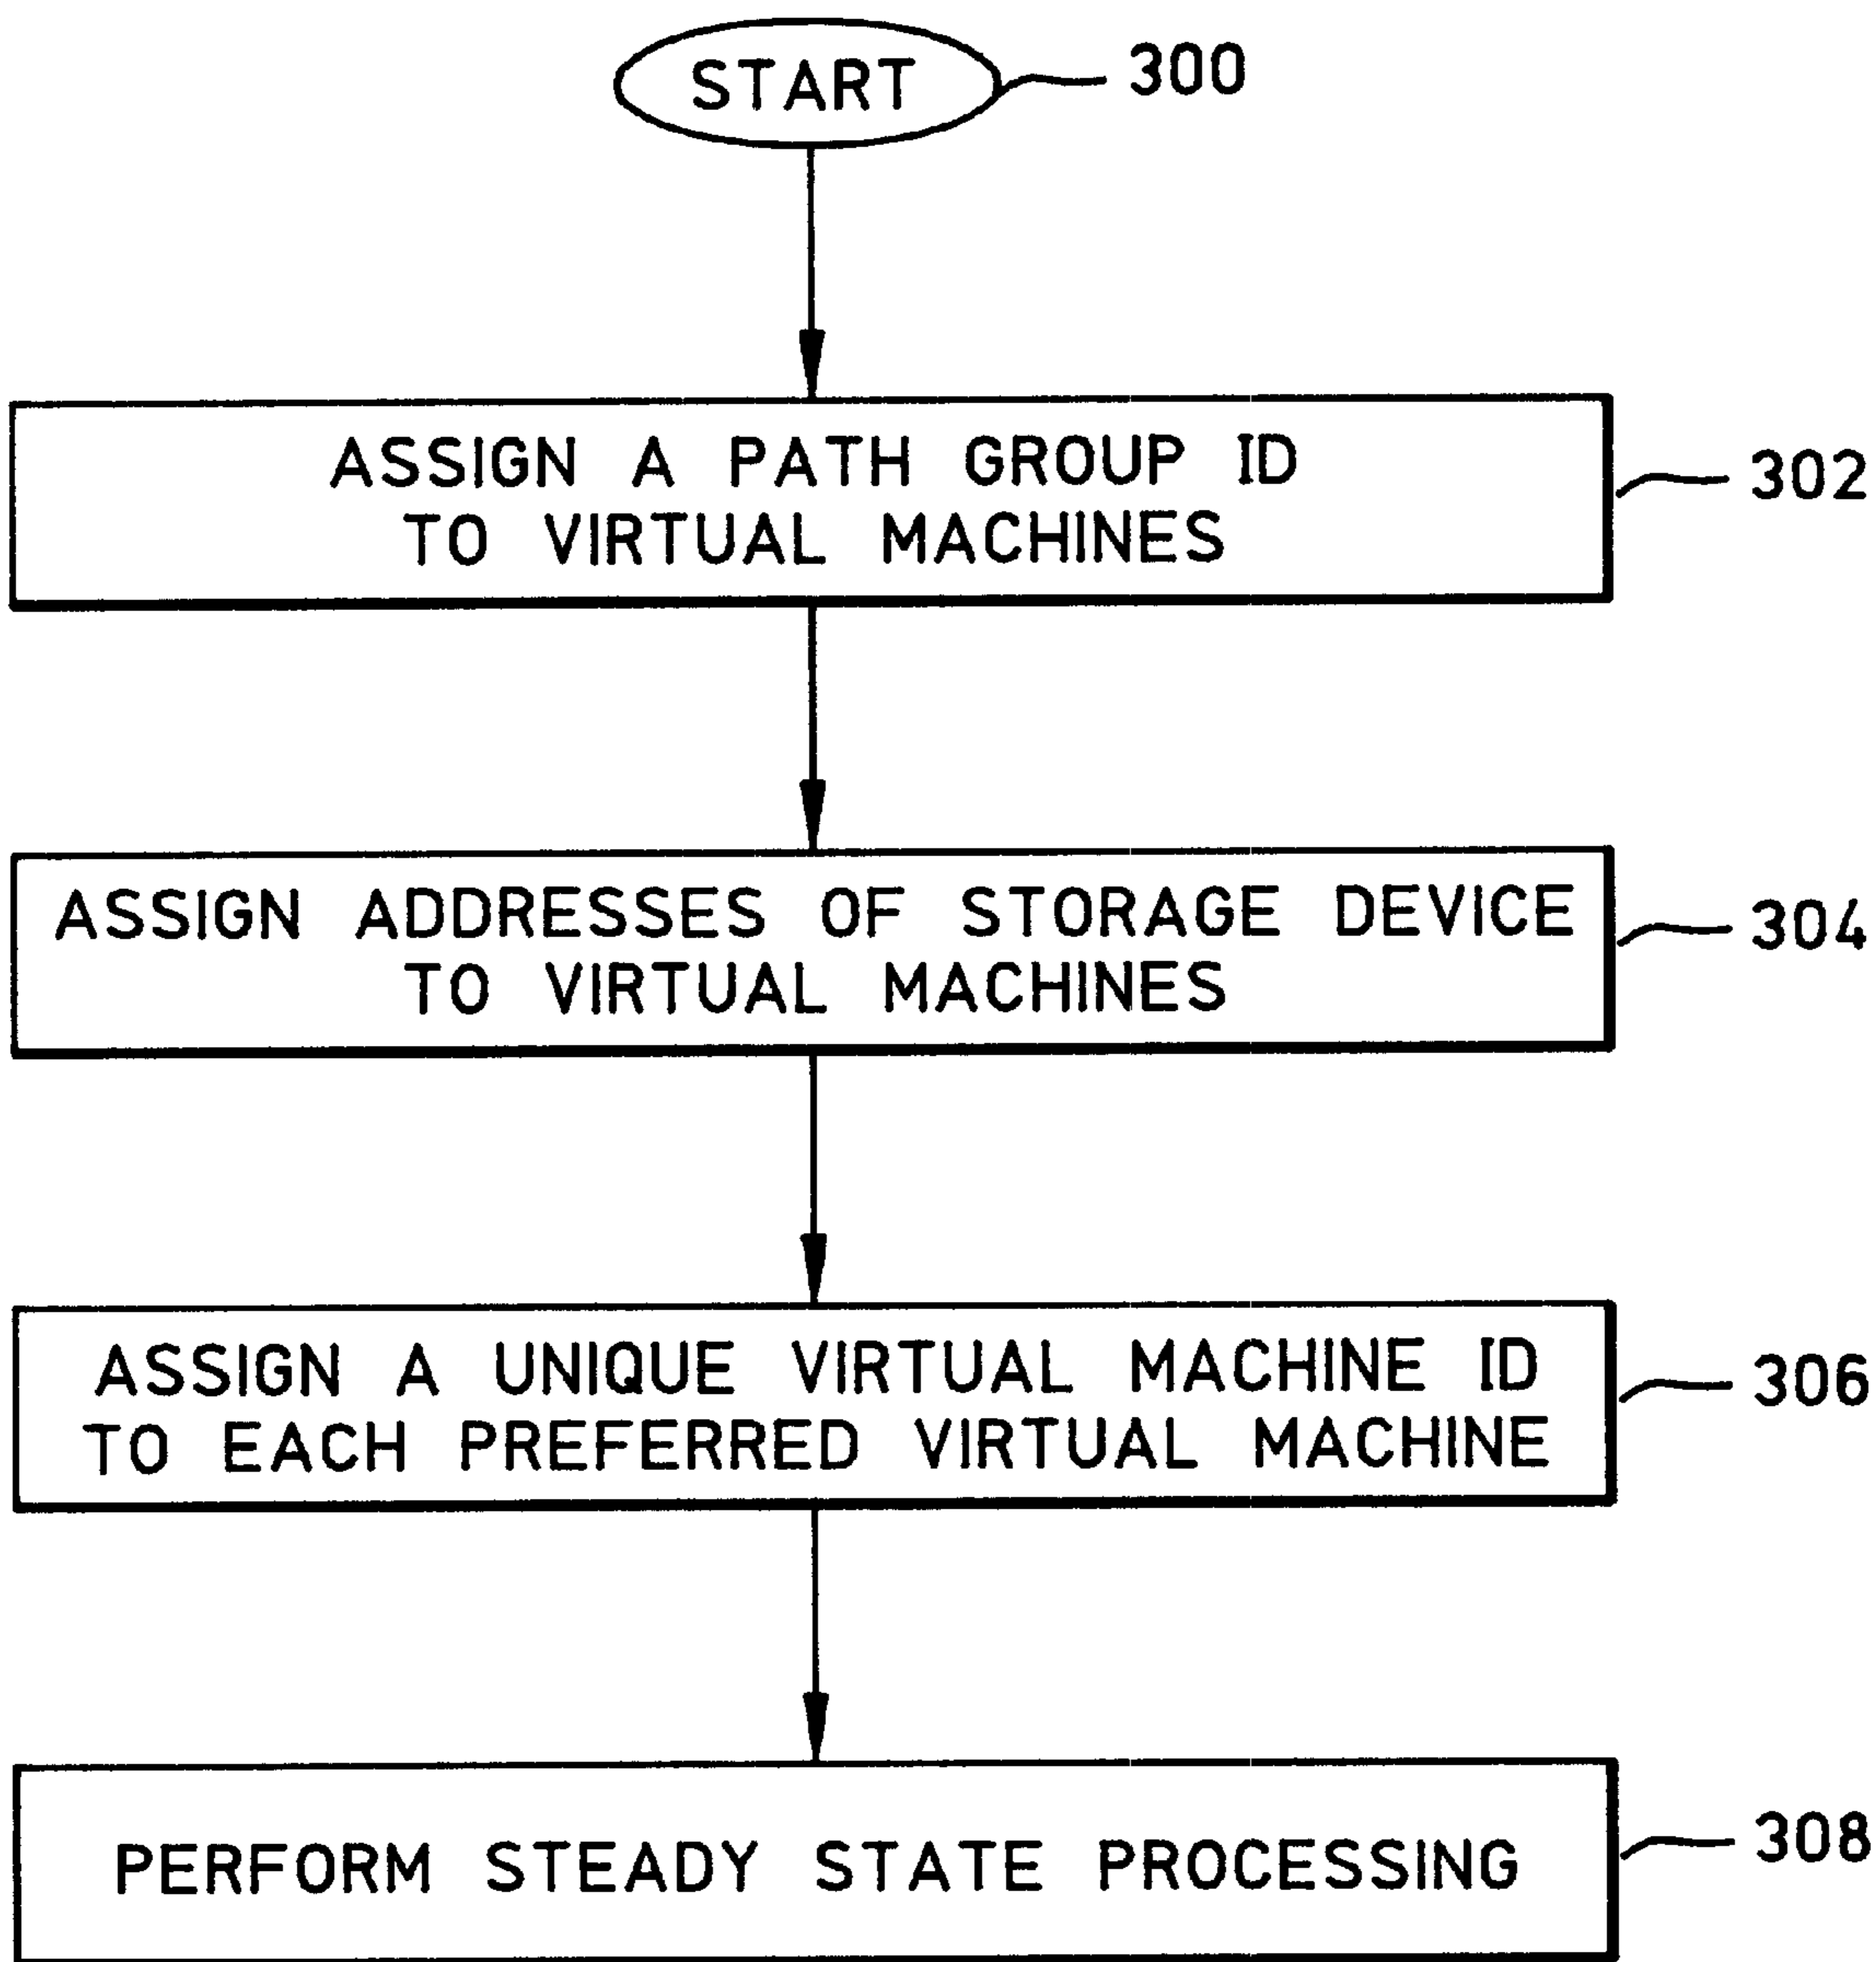 START
300
ASSIGN A PATH GROUP ID
TO VIRTUAL MACHINES
302
ASSIGN ADDRESSES OF STORAGE DEVICE
TO VIRTUAL MACHINES
304
ASSIGN A UNIQUE VIRTUAL MACHINE ID
TO EACH PREFERRED VIRTUAL MACHINE
306
PERFORM STEADY STATE PROCESSING
308